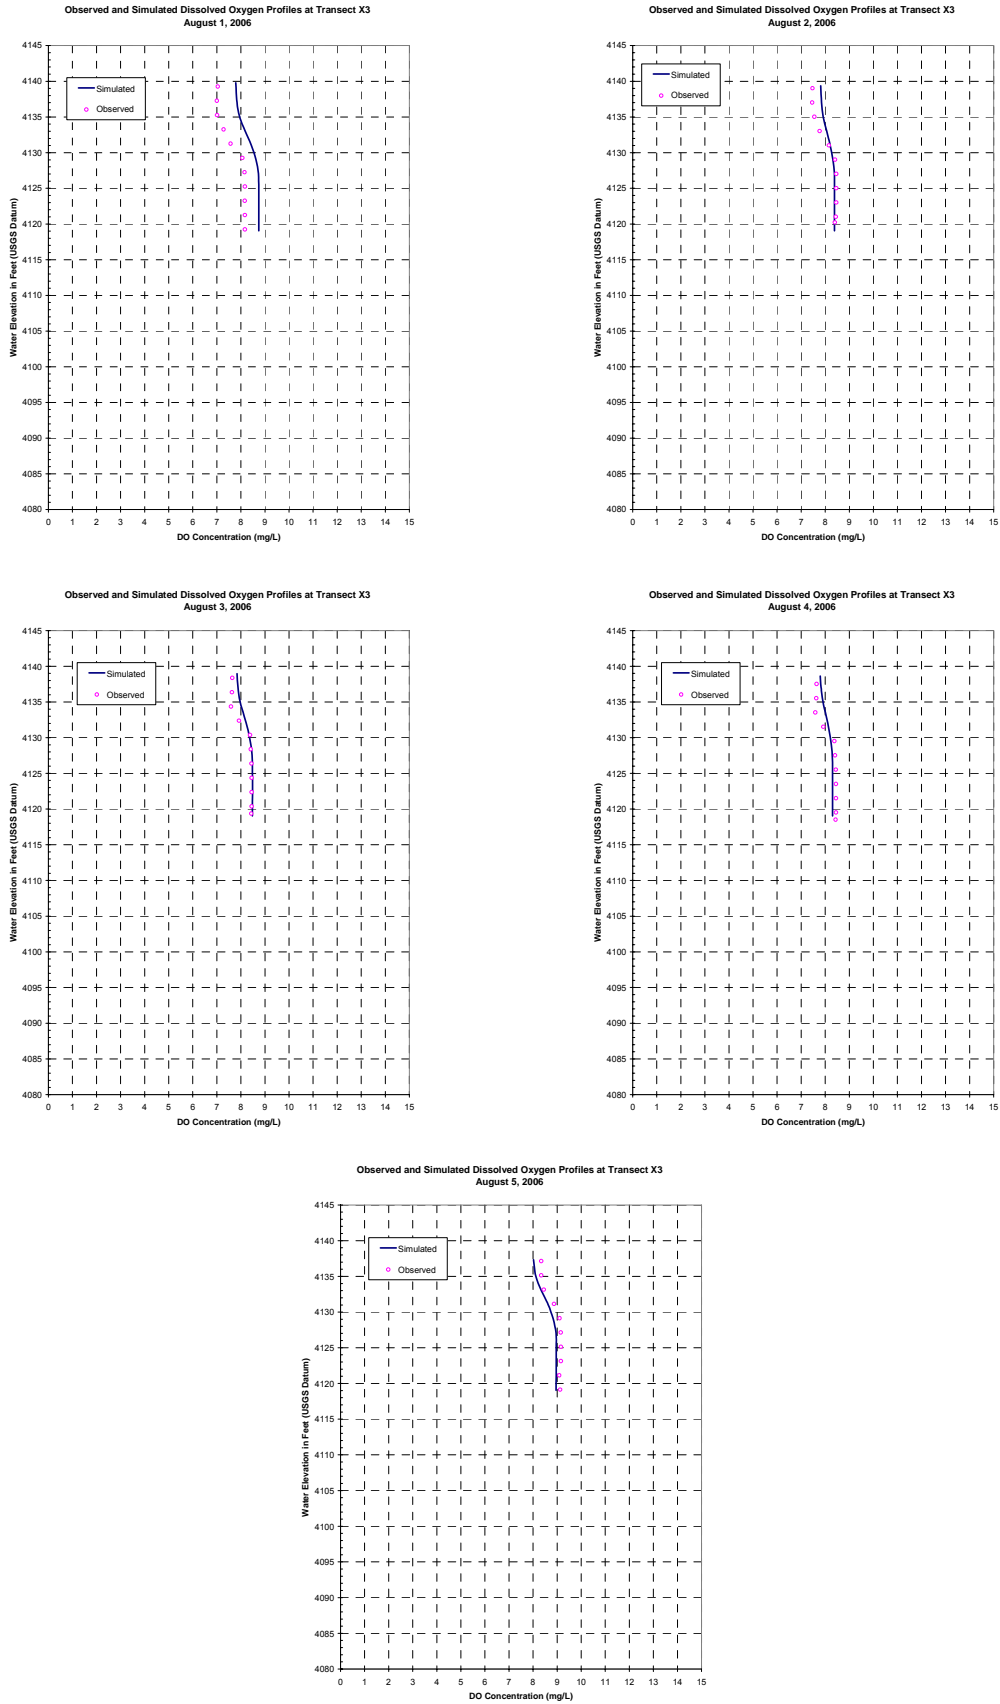 Observed and Simulated Dissolved Oxygen Profiles at Transect X3
August 1, 2006
4145
4140
4135
4130
4125
4120
4115
4110
4105
4100
4095
4090
4085
4080
Water Elevation in Feet (USGS Datum)
Simulated
Observed
0 1 2 3 4 5 6 7 8 9 10 11 12 13 14 15
DO Concentration (mg/L)
Observed and Simulated Dissolved Oxygen Profiles at Transect X3
August 2, 2006
4145
4140
4135
4130
4125
4120
4115
4110
4105
4100
4095
4090
4085
4080
Water Elevation in Feet (USGS Datum)
Simulated
Observed
0 1 2 3 4 5 6 7 8 9 10 11 12 13 14 15
DO Concentration (mg/L)
Observed and Simulated Dissolved Oxygen Profiles at Transect X3
August 3, 2006
4145
4140
4135
4130
4125
4120
4115
4110
4105
4100
4095
4090
4085
4080
Water Elevation in Feet (USGS Datum)
Simulated
Observed
0 1 2 3 4 5 6 7 8 9 10 11 12 13 14 15
DO Concentration (mg/L)
Observed and Simulated Dissolved Oxygen Profiles at Transect X3
August 4, 2006
4145
4140
4135
4130
4125
4120
4115
4110
4105
4100
4095
4090
4085
4080
Water Elevation in Feet (USGS Datum)
Simulated
Observed
0 1 2 3 4 5 6 7 8 9 10 11 12 13 14 15
DO Concentration (mg/L)
Observed and Simulated Dissolved Oxygen Profiles at Transect X3
August 5, 2006
4145
4140
4135
4130
4125
4120
4115
4110
4105
4100
4095
4090
4085
4080
Water Elevation in Feet (USGS Datum)
Simulated
Observed
0 1 2 3 4 5 6 7 8 9 10 11 12 13 14 15
DO Concentration (mg/L)